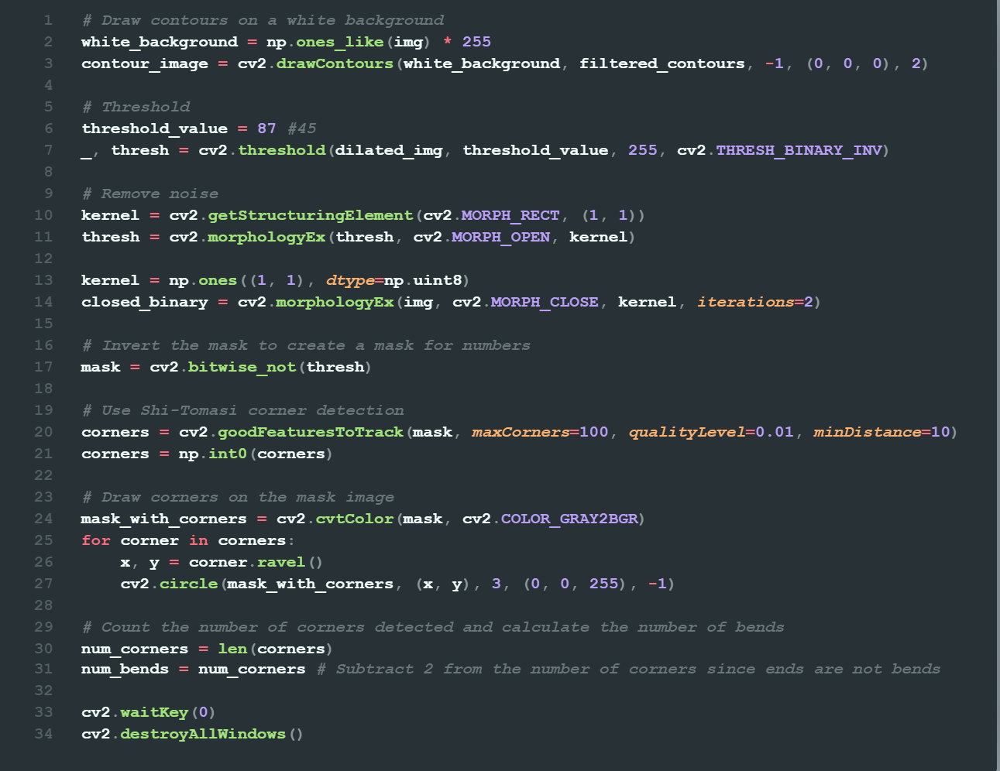 1 # Draw contours on a white background
2 white_background = np.ones_like(img) * 255
3 contour_image = cv2.drawContours(white_background, filtered_contours, -1, (0, 0, 0), 2)
4
5 # Threshold
6 threshold_value = 87 #45
7 _, thresh = cv2.threshold(dilated_img, threshold_value, 255, cv2.THRESH_BINARY_INV)
8
9 # Remove noise
10 kernel = cv2.getStructuringElement(cv2.MORPH_RECT, (1, 1))
11 thresh = cv2.morphologyEx(thresh, cv2.MORPH_OPEN, kernel)
12
13 kernel = np.ones((1, 1), dtype=np.uint8)
14 closed_binary = cv2.morphologyEx(img, cv2.MORPH_CLOSE, kernel, iterations=2)
15
16 # Invert the mask to create a mask for numbers
17 mask = cv2.bitwise_not(thresh)
18
19 # Use Shi-Tomasi corner detection
20 corners = cv2.goodFeaturesToTrack(mask, maxCorners=100, qualityLevel=0.01, minDistance=10)
21 corners = np.int0(corners)
22
23 # Draw corners on the mask image
24 mask_with_corners = cv2.cvtColor(mask, cv2.COLOR_GRAY2BGR)
25 for corner in corners:
26     x, y = corner.ravel()
27     cv2.circle(mask_with_corners, (x, y), 3, (0, 0, 255), -1)
28
29 # Count the number of corners detected and calculate the number of bends
30 num_corners = len(corners)
31 num_bends = num_corners # Subtract 2 from the number of corners since ends are not bends
32
33 cv2.waitKey(0)
34 cv2.destroyAllWindows()